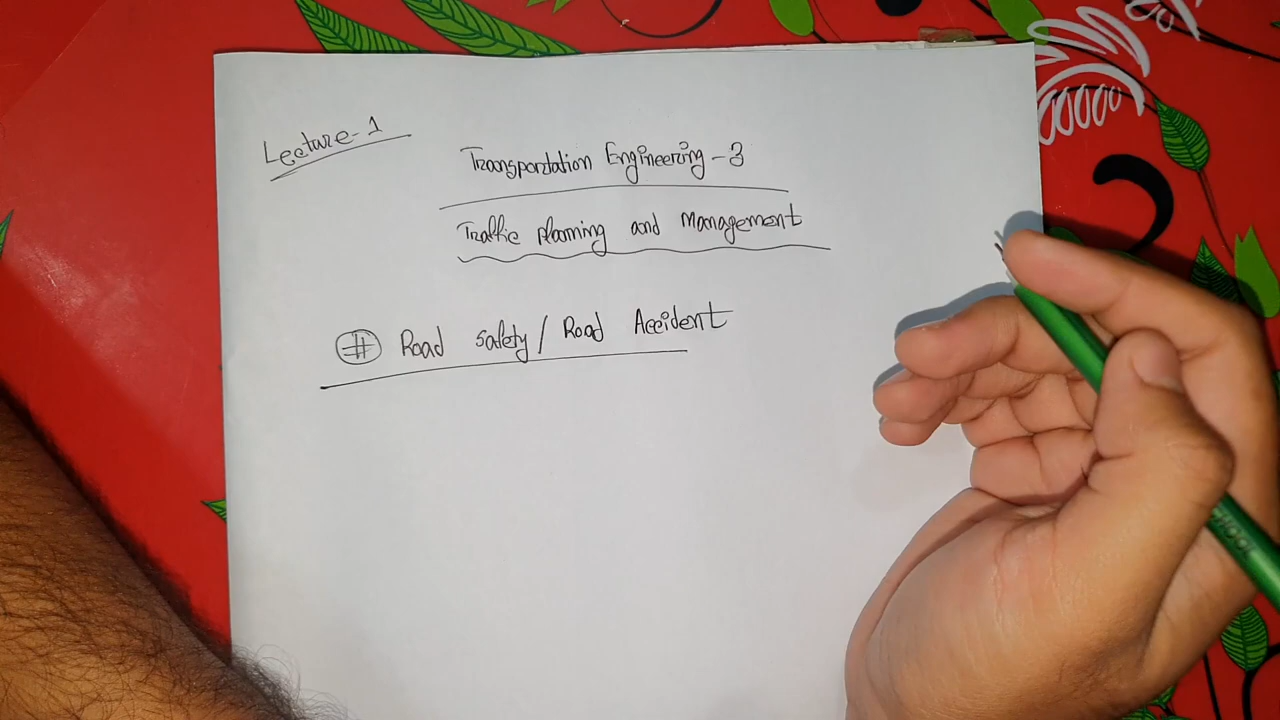 Lecture-1
Transportation Engineering-3
Traffic planning and Management
# Road safety/Road Accident